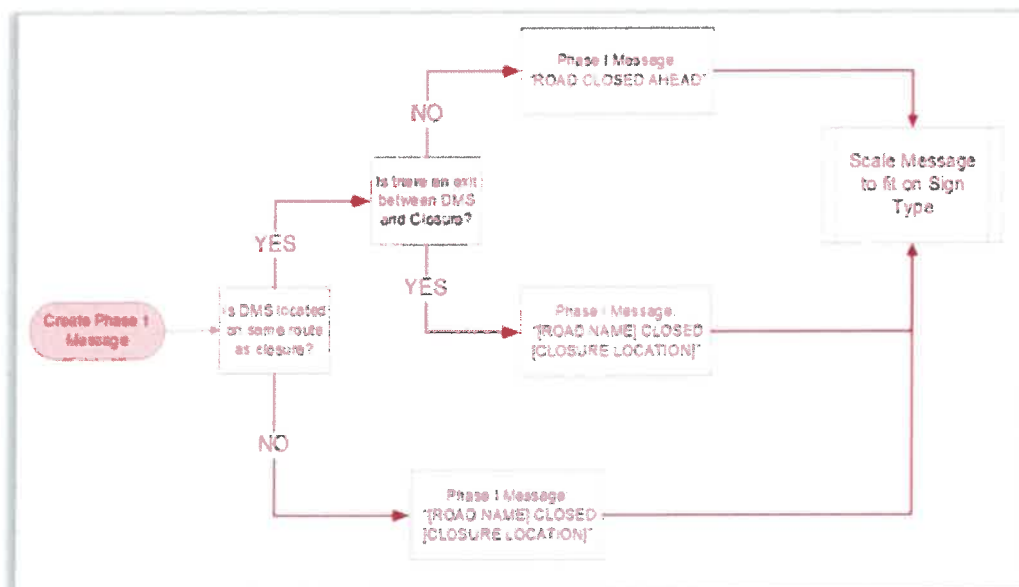 Phase I Message
"ROAD CLOSED AHEAD"
NO
Scale Message
to fit on Sign
Type
Is there an exit
between DMS
and Closure?
YES
YES
Create Phase 1
Message
Is DMS located
on same route
as closure?
Phase I Message
"[ROAD NAME] CLOSED
[CLOSURE LOCATION]"
NO
Phase I Message
"[ROAD NAME] CLOSED
[CLOSURE LOCATION]"